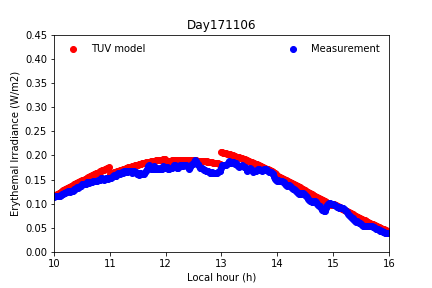 Day171106
TUV model
Measurement
0.45
0.40
0.35
0.30
0.25
0.20
0.15
0.10
0.05
0.00
Erythemal Irradiance (W/m2)
10 11 12 13 14 15 16
Local hour (h)